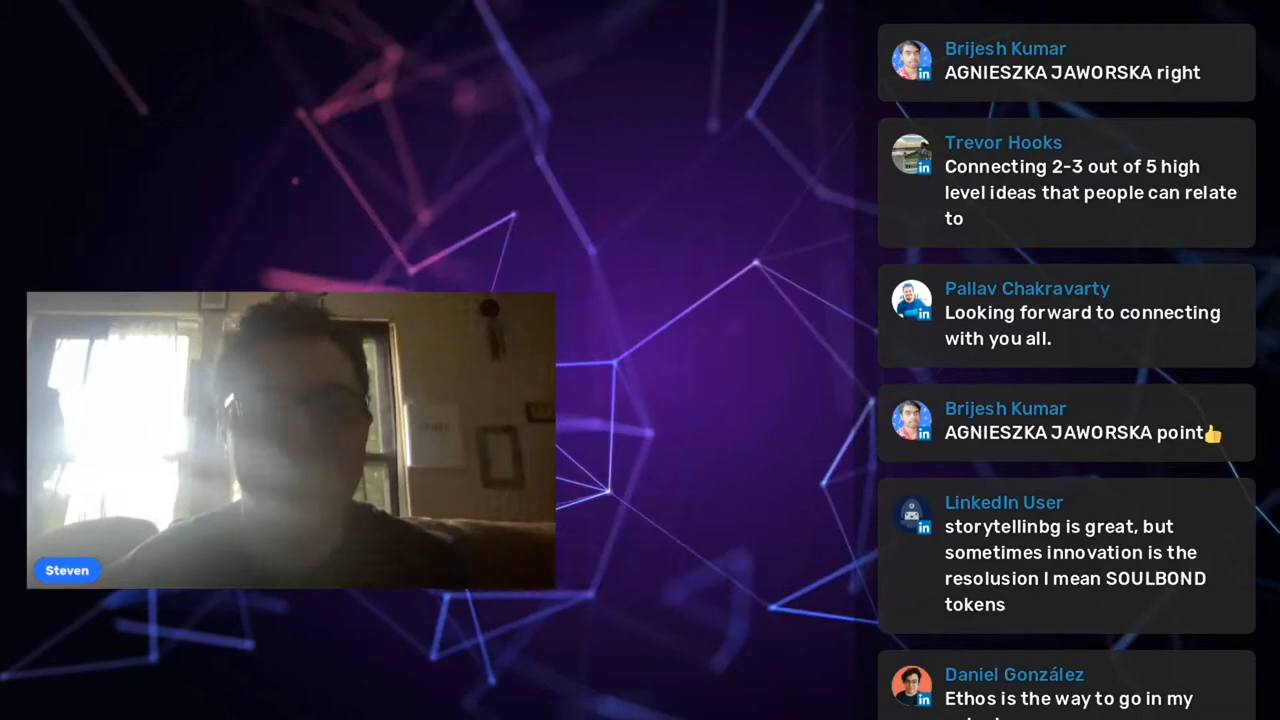 Brijesh Kumar
AGNIESZKA JAWORSKA right
Trevor Hooks
Connecting 2-3 out of 5 high
level ideas that people can relate
to
Pallav Chakravarty
Looking forward to connecting
with you all.
Brijesh Kumar
AGNIESZKA JAWORSKA point👍
LinkedIn User
storytellinbg is great, but
sometimes innovation is the
resolusion I mean SOULBOND
tokens
Daniel González
Ethos is the way to go in my
Steven